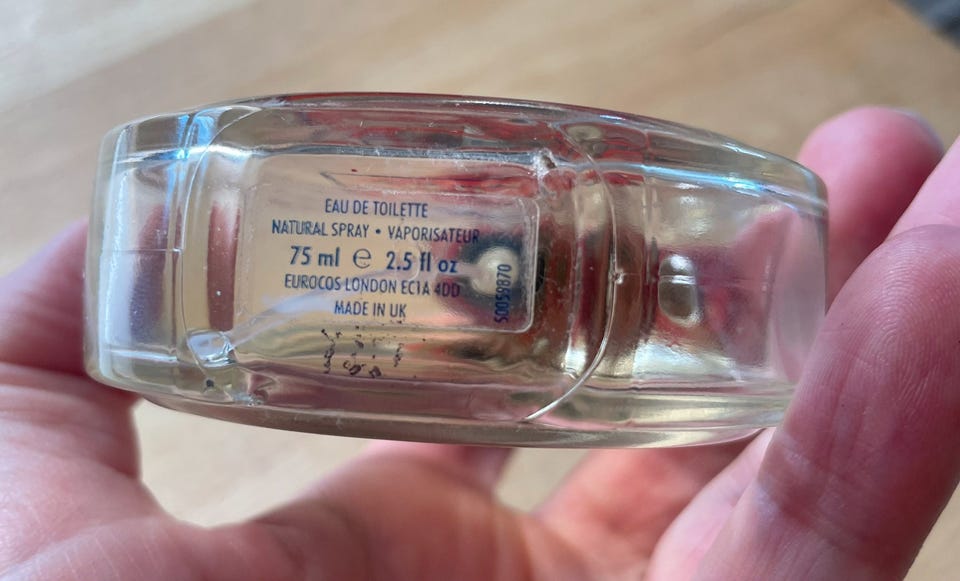 EAU DE TOILETTE
NATURAL SPRAY • VAPORISATEUR
75 ml ℮ 2.5 fl oz
EUROCOS LONDON EC1A 4DD
MADE IN UK
50059870